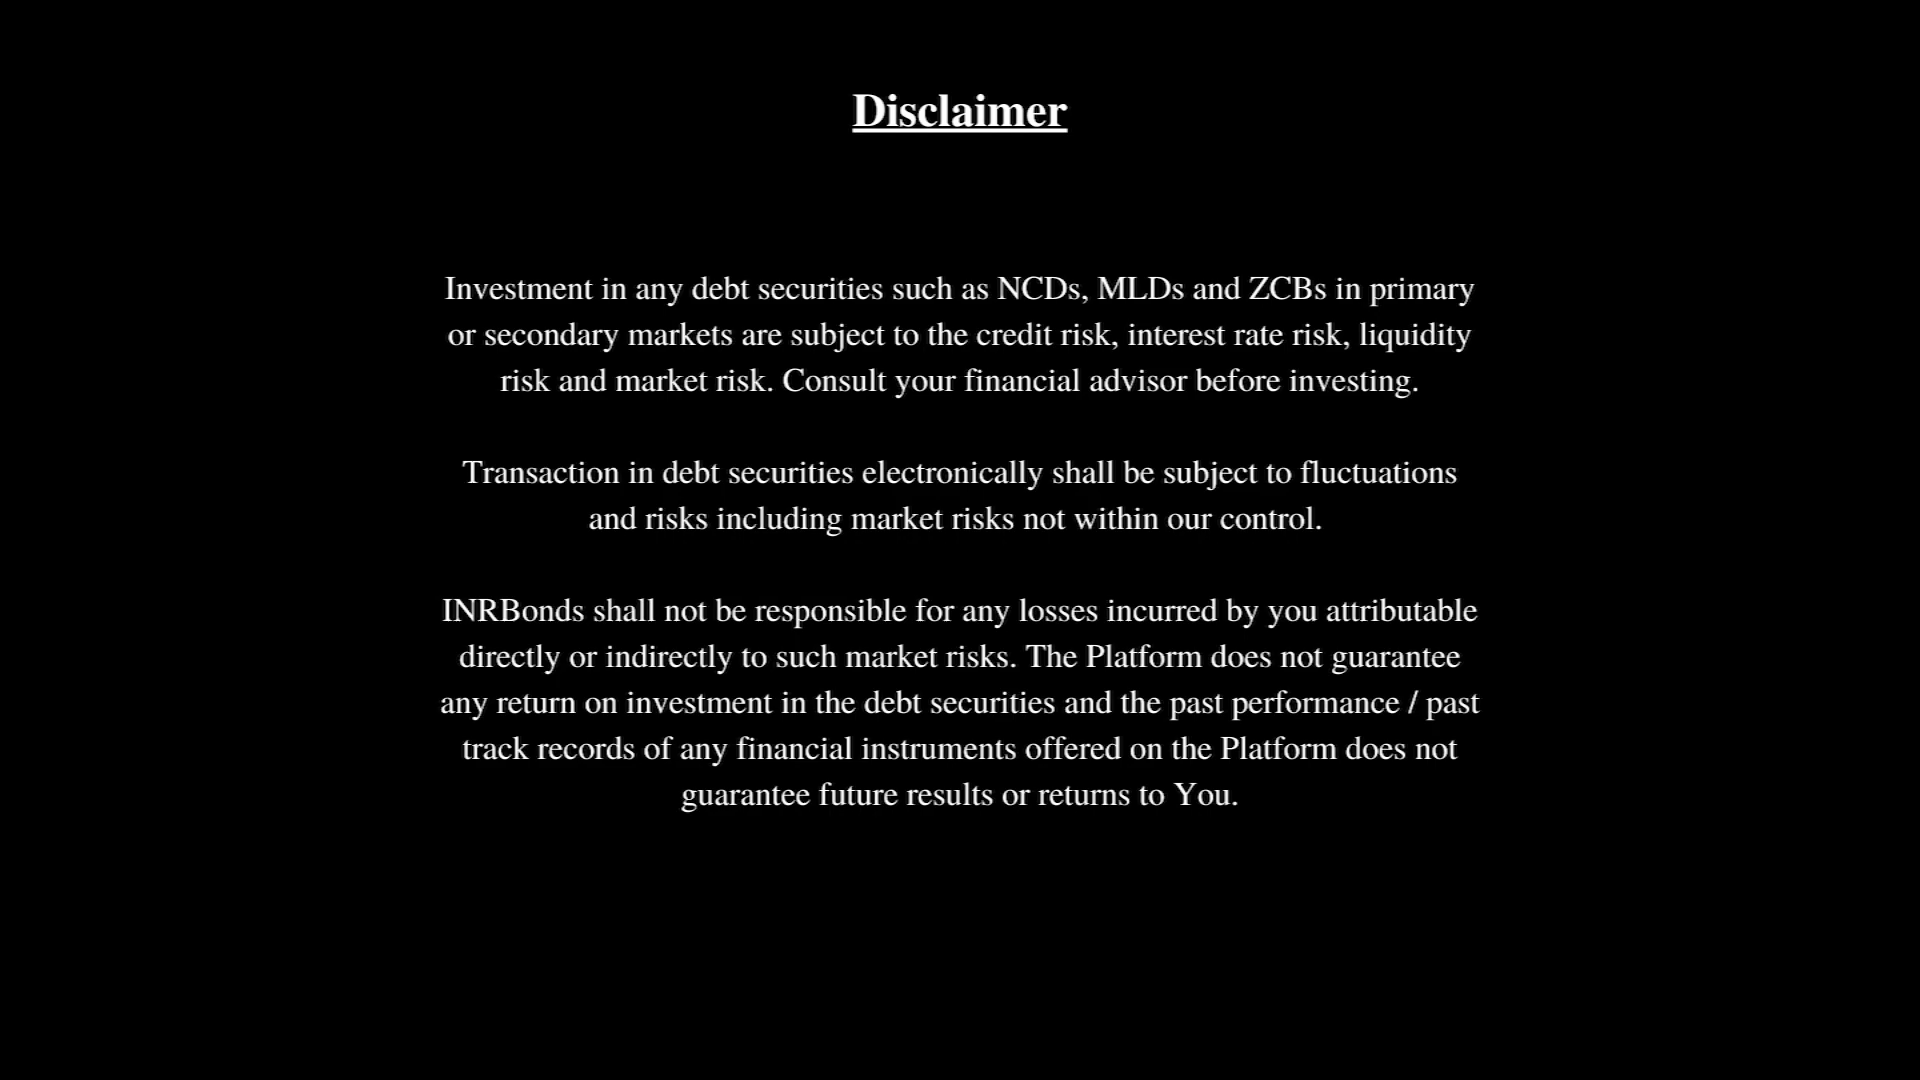 Disclaimer
Investment in any debt securities such as NCDs, MLDs and ZCBs in primary
or secondary markets are subject to the credit risk, interest rate risk, liquidity
risk and market risk. Consult your financial advisor before investing.
Transaction in debt securities electronically shall be subject to fluctuations
and risks including market risks not within our control.
INRBonds shall not be responsible for any losses incurred by you attributable
directly or indirectly to such market risks. The Platform does not guarantee
any return on investment in the debt securities and the past performance / past
track records of any financial instruments offered on the Platform does not
guarantee future results or returns to You.